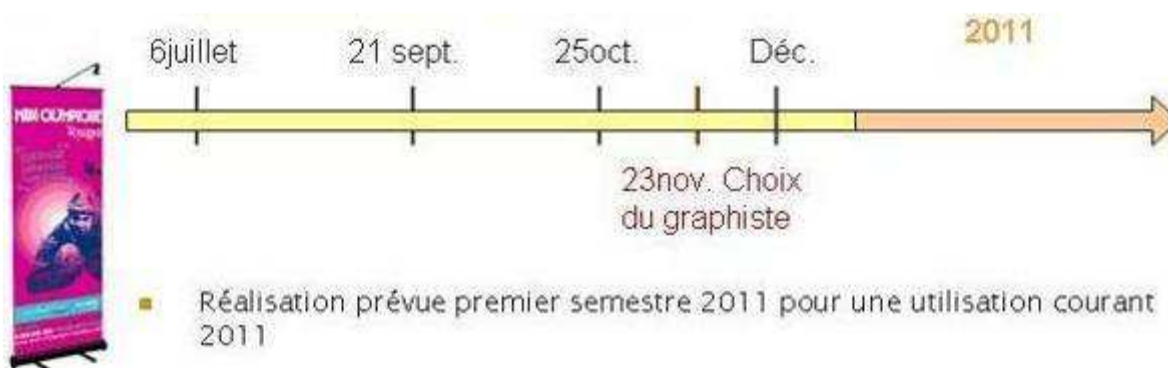 2011
6juillet 21 sept. 25oct. Déc.
23nov. Choix
du graphiste
Réalisation prévue premier semestre 2011 pour une utilisation courant
2011